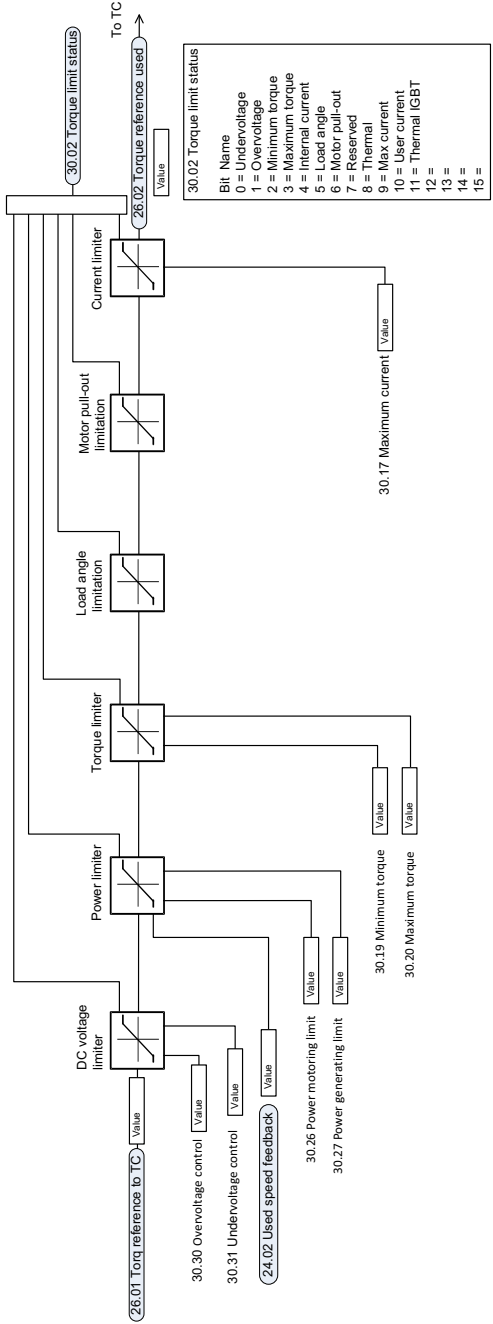 26.01 Torq reference to TC
Value
DC voltage
limiter
Power limiter
Torque limiter
Load angle
limitation
Motor pull-out
limitation
Current limiter
30.02 Torque limit status
26.02 Torque reference used
To TC
Value
30.30 Overvoltage control
Value
30.31 Undervoltage control
Value
24.02 Used speed feedback
Value
30.26 Power motoring limit
Value
30.27 Power generating limit
Value
30.19 Minimum torque
Value
30.20 Maximum torque
Value
30.17 Maximum current
Value
30.02 Torque limit status
Bit Name
0 = Undervoltage
1 = Overvoltage
2 = Minimum torque
3 = Maximum torque
4 = Internal current
5 = Load angle
6 = Motor pull-out
7 = Reserved
8 = Thermal
9 = Max current
10 = User current
11 = Thermal IGBT
12 =
13 =
14 =
15 =